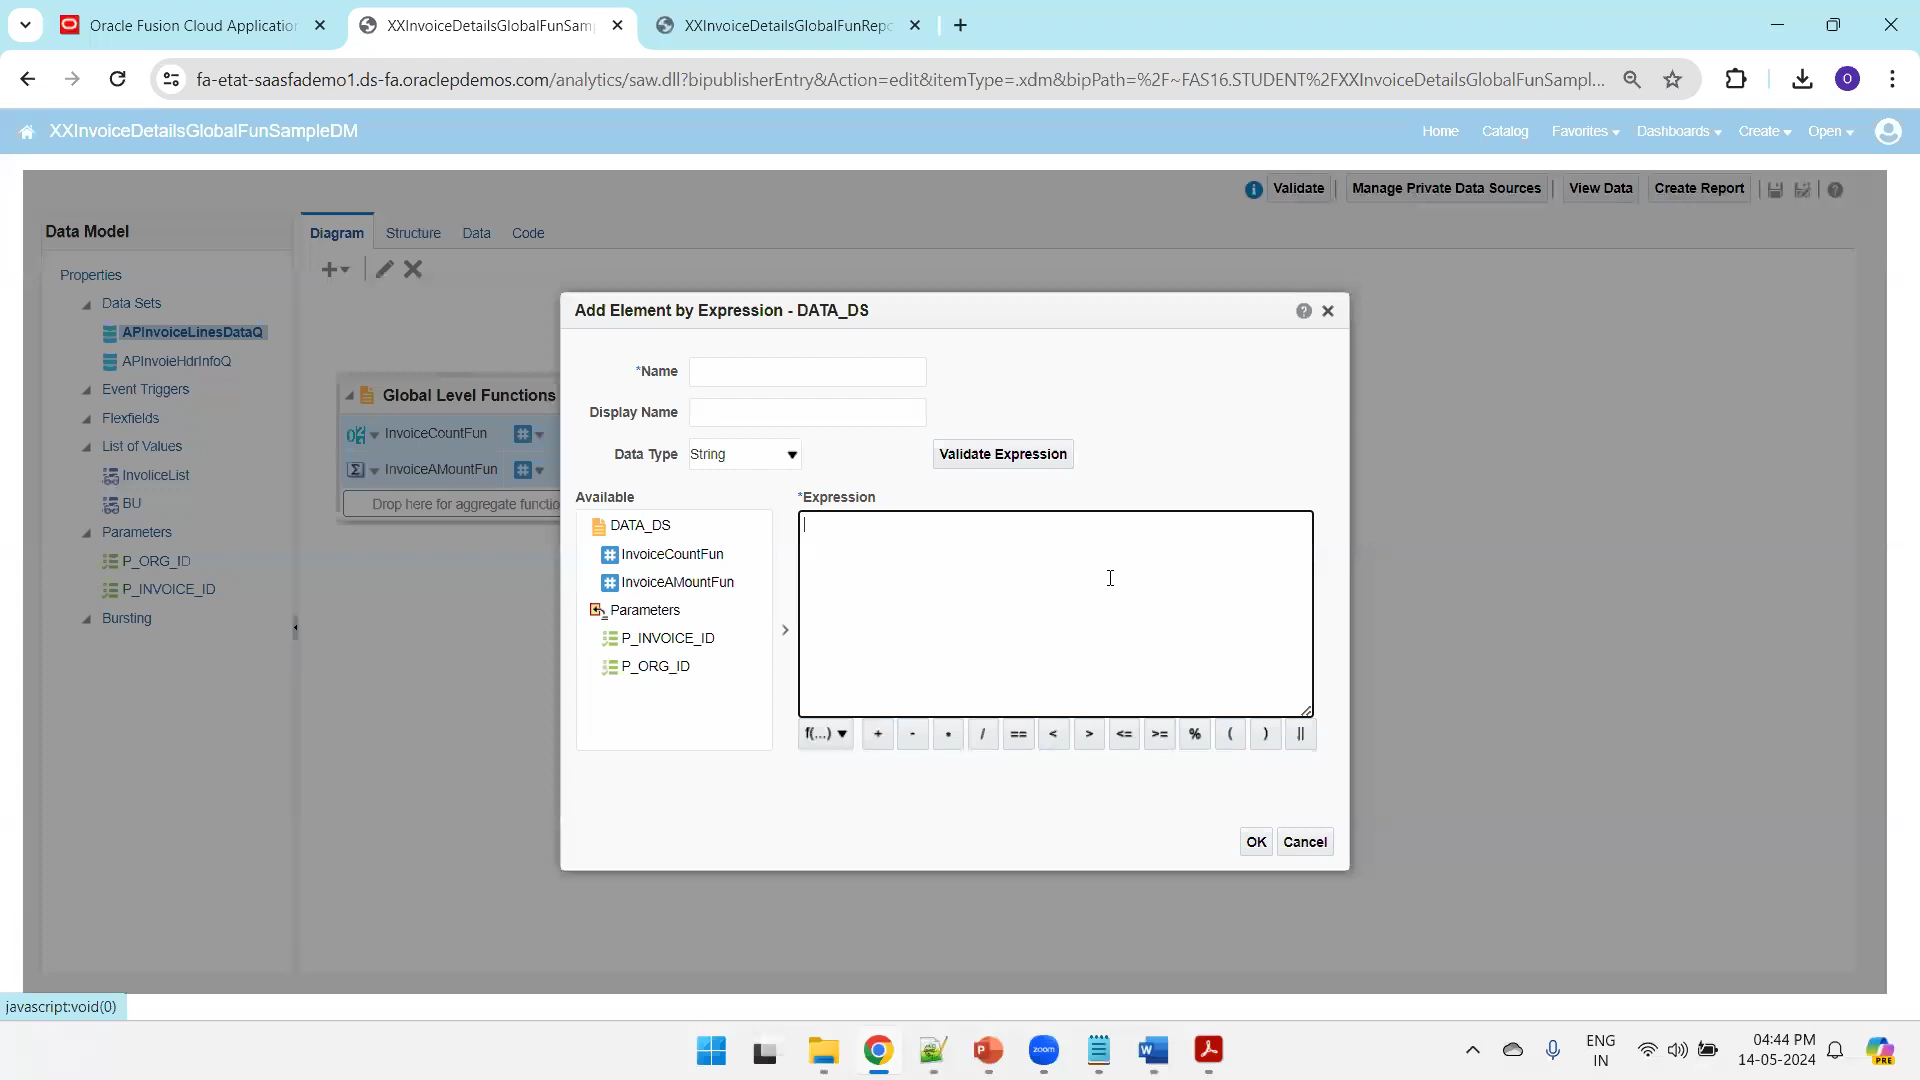 Oracle Fusion Cloud Application
XXInvoiceDetailsGlobalFunSam
XXInvoiceDetailsGlobalFunRepo
fa-etat-saasfademo1.ds-fa.oraclepdemos.com/analytics/saw.dll?bipublisherEntry&Action=edit&itemType=.xdm&bipPath=%2F~FAS16.STUDENT%2FXXInvoiceDetailsGlobalFunSampl...
O
XXInvoiceDetailsGlobalFunSampleDM
Home
Catalog
Favorites
Dashboards
Create
Open
Validate
Manage Private Data Sources
View Data
Create Report
Data Model
Diagram
Structure
Data
Code
Properties
Data Sets
APInvoiceLinesDataQ
APInvoieHdrInfoQ
Event Triggers
Flexfields
List of Values
InvoliceList
BU
Parameters
P_ORG_ID
P_INVOICE_ID
Bursting
Global Level Functions
InvoiceCountFun
InvoiceAMountFun
Drop here for aggregate functio
Add Element by Expression - DATA_DS
*Name
Display Name
Data Type
String
Validate Expression
Available
*Expression
DATA_DS
InvoiceCountFun
InvoiceAMountFun
Parameters
P_INVOICE_ID
P_ORG_ID
f(...) + - * / == < > <= >= % ( ) ||
OK
Cancel
javascript:void(0)
zoom
ENG
IN
04:44 PM
14-05-2024
PRE